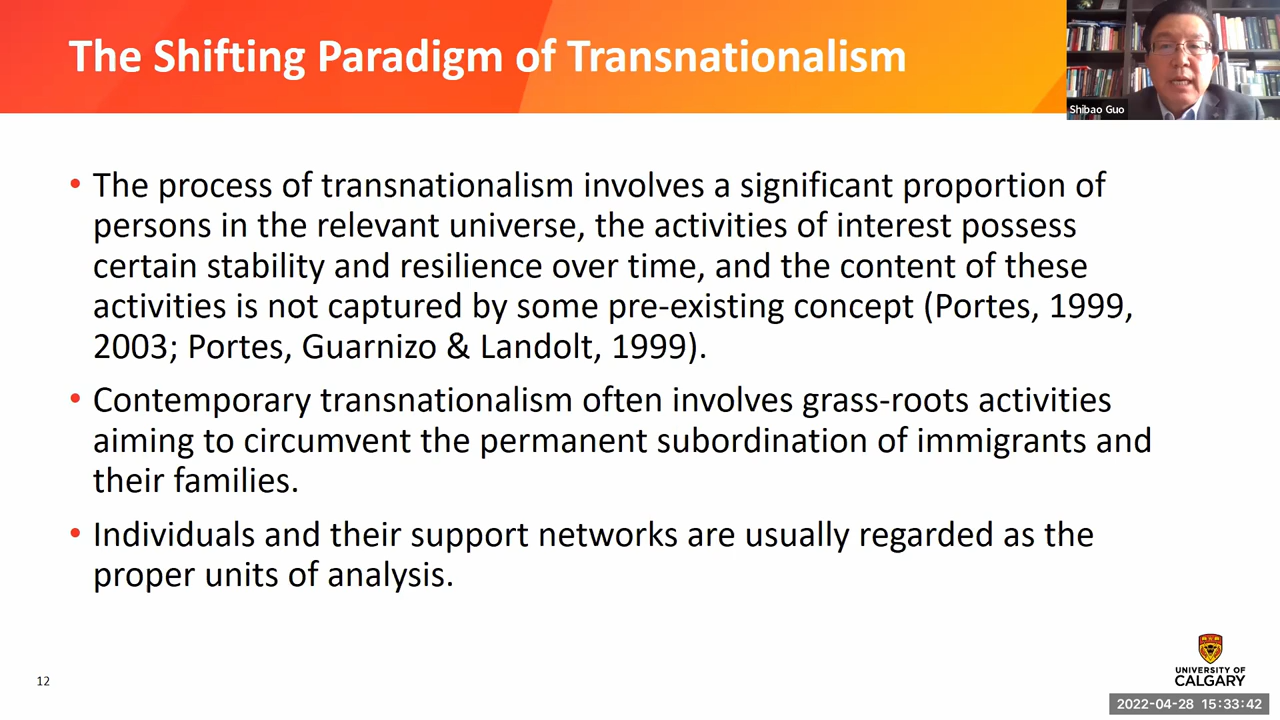 The Shifting Paradigm of Transnationalism
Shibao Guo
• The process of transnationalism involves a significant proportion of
persons in the relevant universe, the activities of interest possess
certain stability and resilience over time, and the content of these
activities is not captured by some pre-existing concept (Portes, 1999,
2003; Portes, Guarnizo & Landolt, 1999).
• Contemporary transnationalism often involves grass-roots activities
aiming to circumvent the permanent subordination of immigrants and
their families.
• Individuals and their support networks are usually regarded as the
proper units of analysis.
12
UNIVERSITY OF
CALGARY
2022-04-28 15:33:42